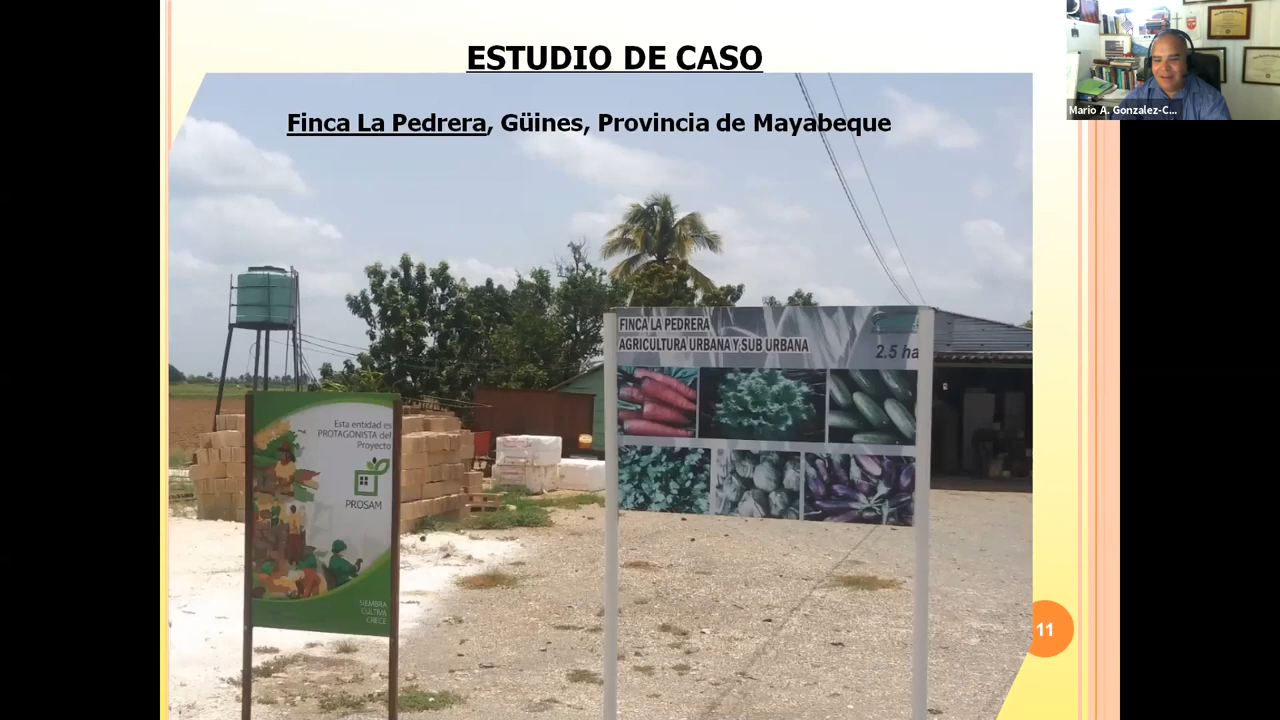 ESTUDIO DE CASO
Finca La Pedrera, Güines, Provincia de Mayabeque
Mario A. Gonzalez-C...
FINCA LA PEDRERA
AGRICULTURA URBANA Y SUB URBANA
2.5 ha
Esta entidad es
PROTAGONISTA del
Proyecto
PROSAM
SIEMBRA
CULTIVA
CRECE
11